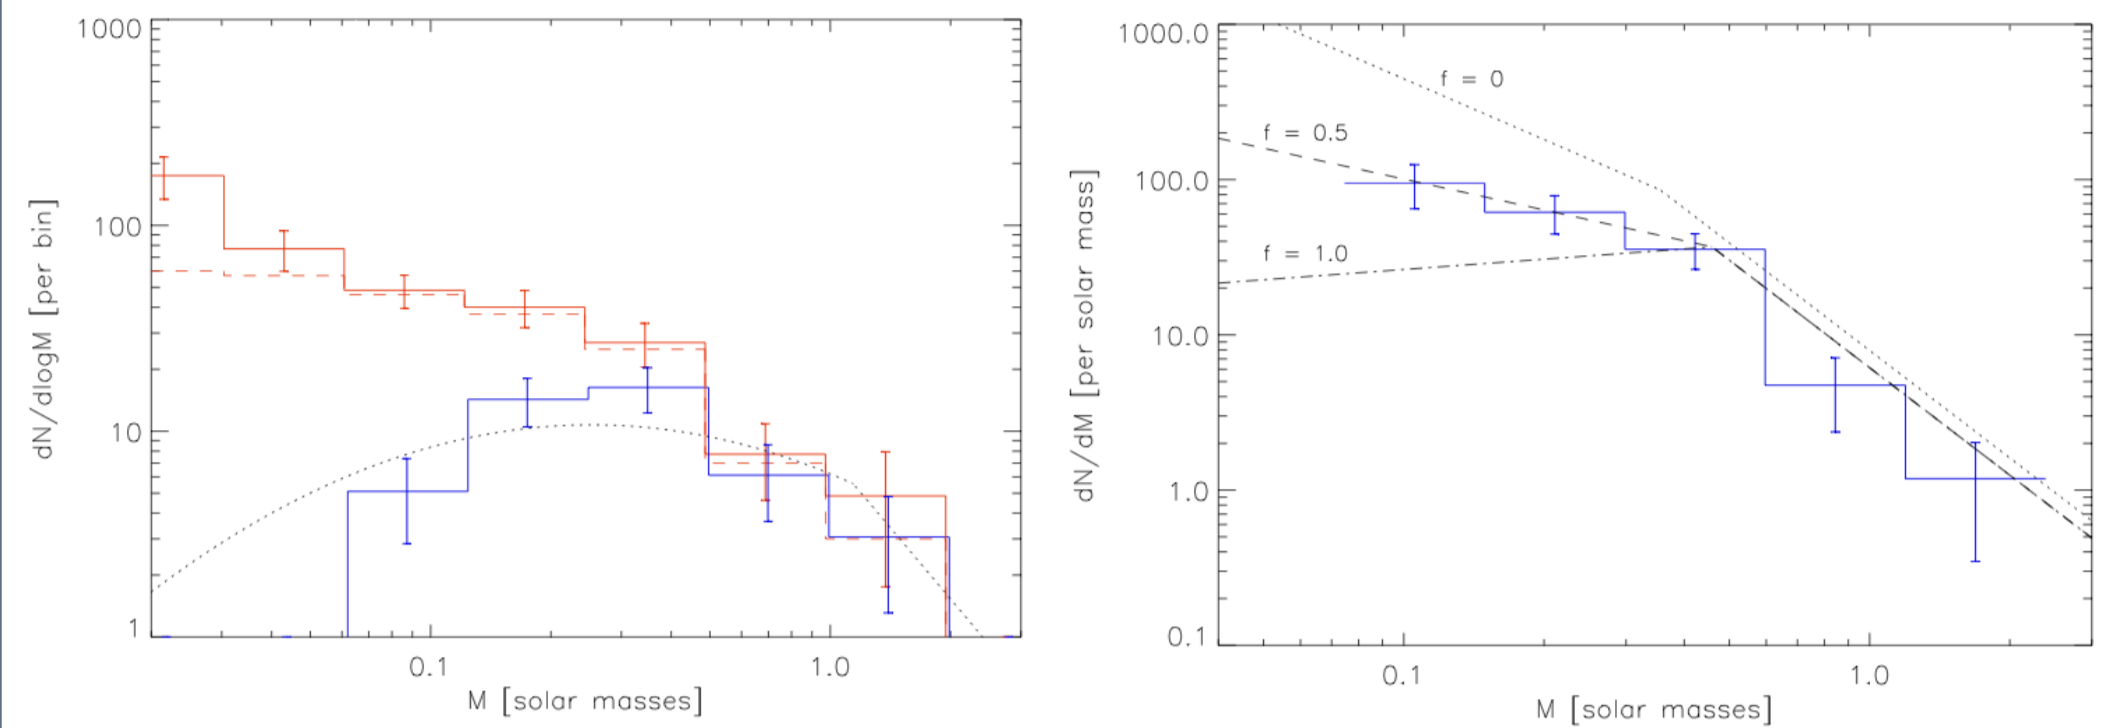 1000
100
10
1
dN/dlogM [per bin]
0.1
1.0
M [solar masses]
1000.0
100.0
10.0
1.0
0.1
dN/dM [per solar mass]
f = 0
f = 0.5
f = 1.0
0.1
1.0
M [solar masses]